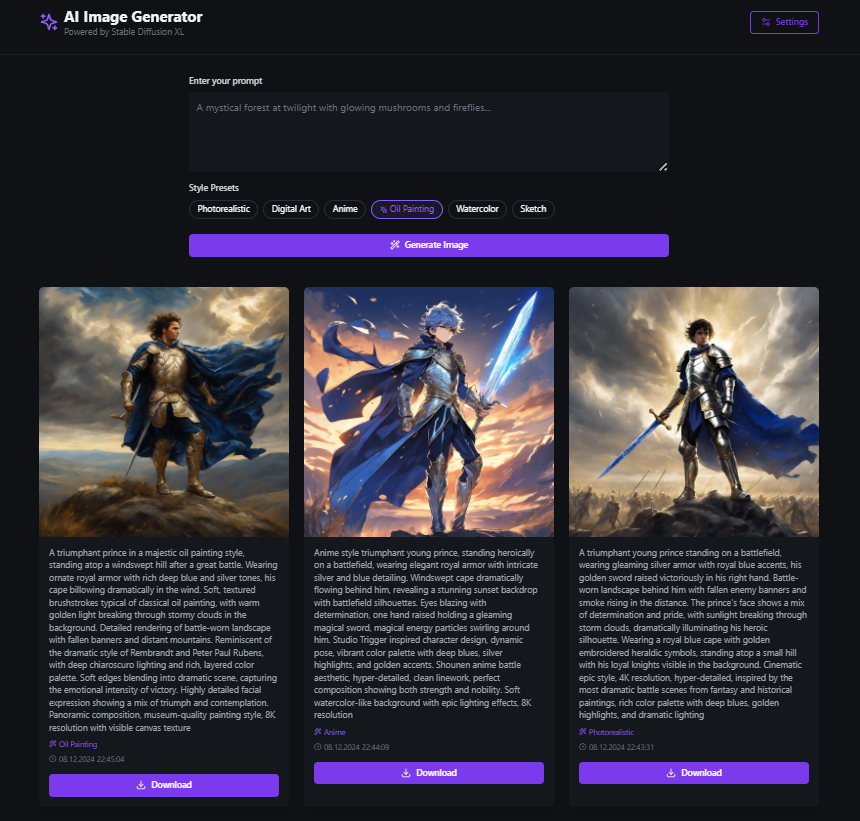 AI Image Generator
Powered by Stable Diffusion XL
Settings
Enter your prompt
A mystical forest at twilight with glowing mushrooms and fireflies...
Style Presets
Photorealistic
Digital Art
Anime
Oil Painting
Watercolor
Sketch
Generate Image
A triumphant prince in a majestic oil painting style,
standing atop a windswept hill after a great battle. Wearing
ornate royal armor with rich deep blue and silver tones, his
cape billowing dramatically in the wind. Soft, textured
brushstrokes typical of classical oil painting, with warm
golden light breaking through stormy clouds in the
background. Detailed rendering of battle-worn landscape
with fallen banners and distant mountains. Reminiscent of
the dramatic style of Rembrandt and Peter Paul Rubens,
with deep chiaroscuro lighting and rich, layered color
palette. Soft edges blending into dramatic scene, capturing
the emotional intensity of victory. Highly detailed facial
expression showing a mix of triumph and contemplation.
Panoramic composition, museum-quality painting style, 8K
resolution with visible canvas texture
Oil Painting
08.12.2024 22:45:04
Download
Anime style triumphant young prince, standing heroically
on a battlefield, wearing elegant royal armor with intricate
silver and blue detailing. Windswept cape dramatically
flowing behind him, revealing a stunning sunset backdrop
with battlefield silhouettes. Eyes blazing with
determination, one hand raised holding a gleaming
magical sword, magical energy particles swirling around
him. Studio Trigger inspired character design, dynamic
pose, vibrant color palette with deep blues, silver
highlights, and golden accents. Shounen anime battle
aesthetic, hyper-detailed, clean linework, perfect
composition showing both strength and nobility. Soft
watercolor-like background with epic lighting effects, 8K
resolution
Anime
08.12.2024 22:44:09
Download
A triumphant young prince standing on a battlefield,
wearing gleaming silver armor with royal blue accents, his
golden sword raised victoriously in his right hand. Battle-
worn landscape behind him with fallen enemy banners and
smoke rising in the distance. The prince's face shows a mix
of determination and pride, with sunlight breaking through
storm clouds, dramatically illuminating his heroic
silhouette. Wearing a royal blue cape with golden
embroidered heraldic symbols, standing atop a small hill
with his loyal knights visible in the background. Cinematic
epic style, 4K resolution, hyper-detailed, inspired by the
most dramatic battle scenes from fantasy and historical
paintings, rich color palette with deep blues, golden
highlights, and dramatic lighting
Photorealistic
08.12.2024 22:43:31
Download